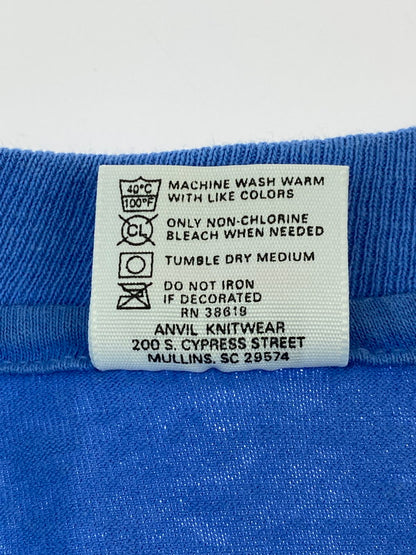 40°C
100°F
MACHINE WASH WARM
WITH LIKE COLORS
CL
ONLY NON-CHLORINE
BLEACH WHEN NEEDED
TUMBLE DRY MEDIUM
DO NOT IRON
IF DECORATED
RN 38619
ANVIL KNITWEAR
200 S. CYPRESS STREET
MULLINS, SC 29574